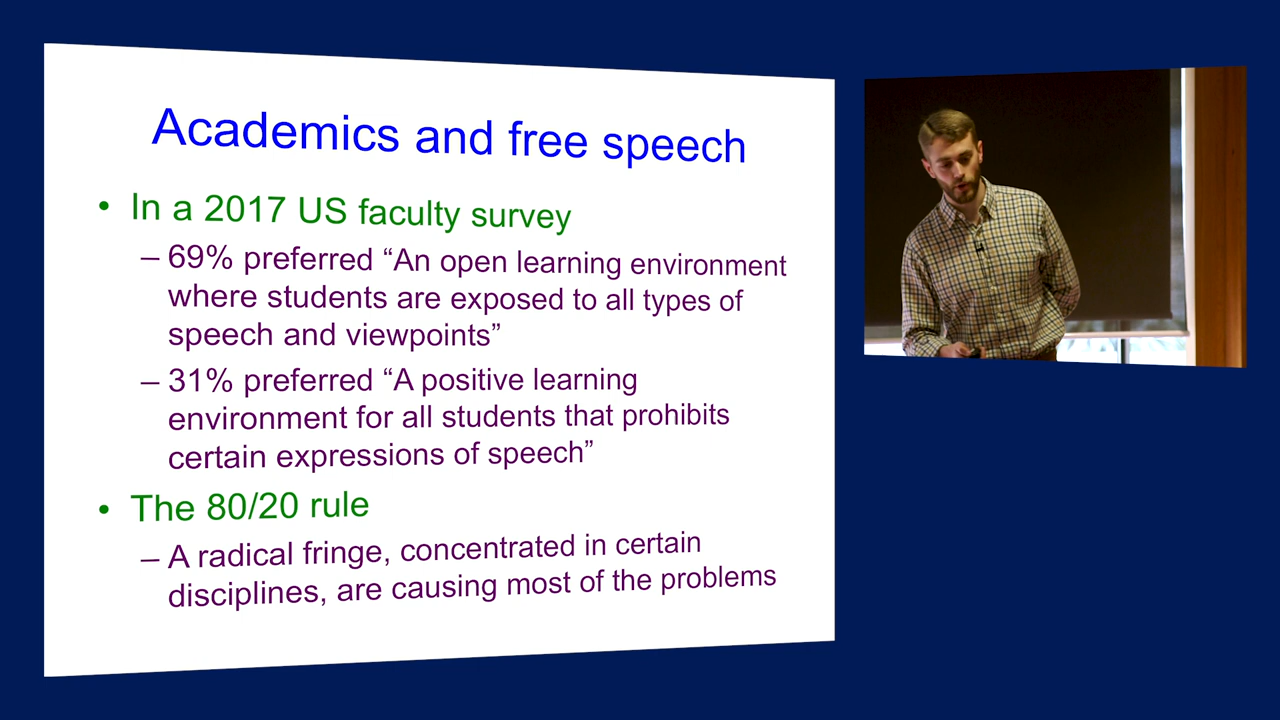 Academics and free speech
• In a 2017 US faculty survey
– 69% preferred “An open learning environment
where students are exposed to all types of
speech and viewpoints”
– 31% preferred “A positive learning
environment for all students that prohibits
certain expressions of speech”
• The 80/20 rule
– A radical fringe, concentrated in certain
disciplines, are causing most of the problems